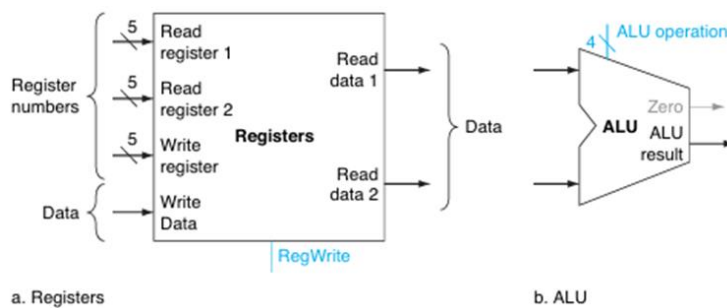 Register
numbers
Data
5
Read
register 1
5
Read
register 2
5
Write
register
Write
Data
Registers
Read
data 1
Read
data 2
RegWrite
Data
4
ALU operation
ALU
Zero
ALU
result
a. Registers
b. ALU